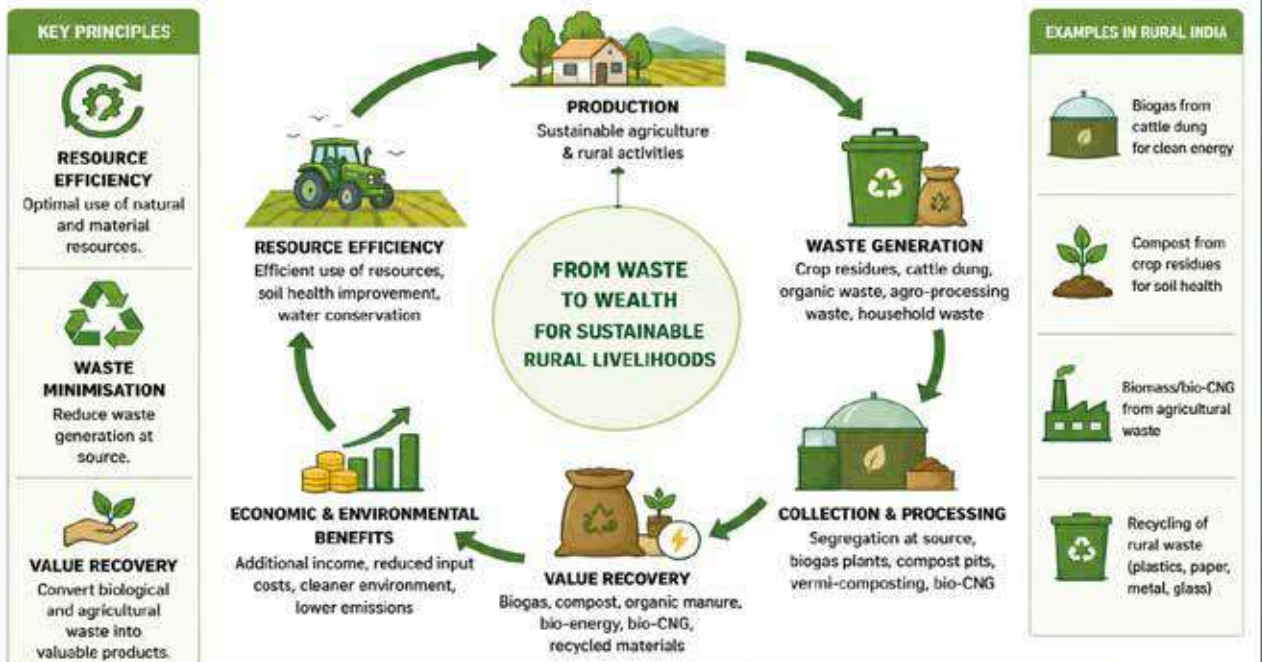 KEY PRINCIPLES
RESOURCE
EFFICIENCY
Optimal use of natural
and material
resources.
WASTE
MINIMISATION
Reduce waste
generation at
source.
VALUE RECOVERY
Convert biological
and agricultural
waste into
valuable products.
PRODUCTION
Sustainable agriculture
& rural activities
WASTE GENERATION
Crop residues, cattle dung,
organic waste, agro-processing
waste, household waste
COLLECTION & PROCESSING
Segregation at source,
biogas plants, compost pits,
vermi-composting, bio-CNG
VALUE RECOVERY
Biogas, compost, organic manure,
bio-energy, bio-CNG,
recycled materials
ECONOMIC & ENVIRONMENTAL
BENEFITS
Additional income, reduced input
costs, cleaner environment,
lower emissions
RESOURCE EFFICIENCY
Efficient use of resources,
soil health improvement,
water conservation
FROM WASTE
TO WEALTH
FOR SUSTAINABLE
RURAL LIVELIHOODS
EXAMPLES IN RURAL INDIA
Biogas from
cattle dung
for clean energy
Compost from
crop residues
for soil health
Biomass/bio-CNG
from agricultural
waste
Recycling of
rural waste
(plastics, paper,
metal, glass)